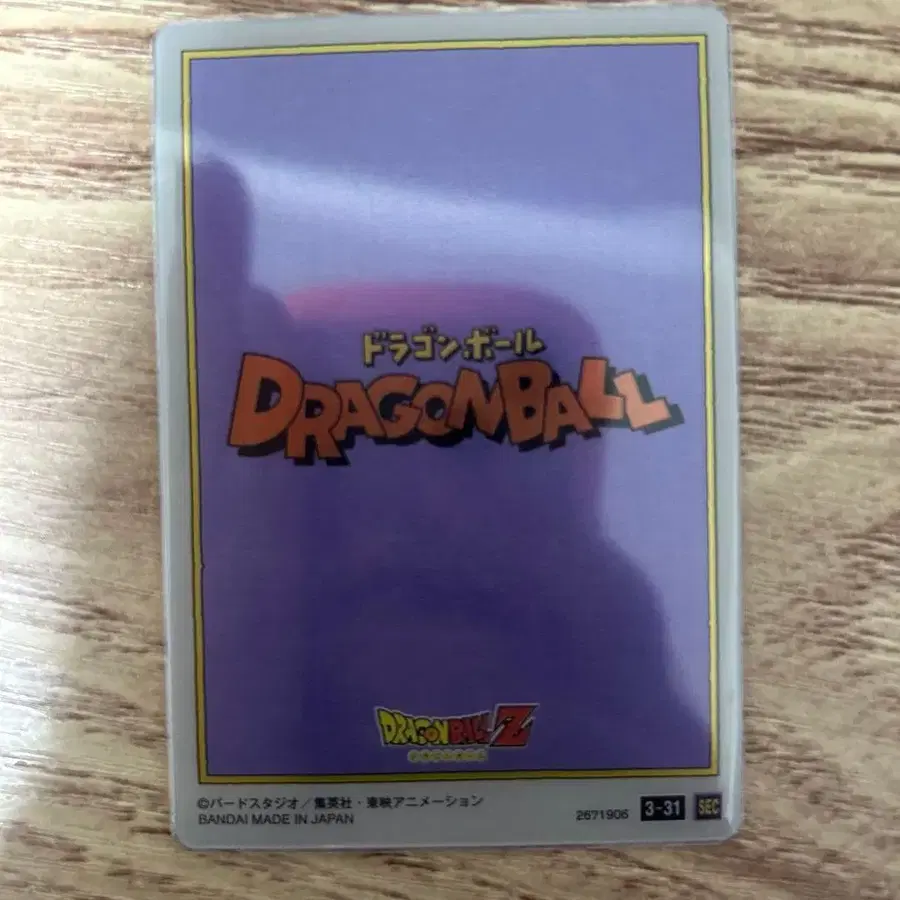 ドラゴンボール
DRAGONBALL
DRAGONBALL Z
©バードスタジオ／集英社・東映アニメーション
BANDAI MADE IN JAPAN
2671906 3-31 SEC